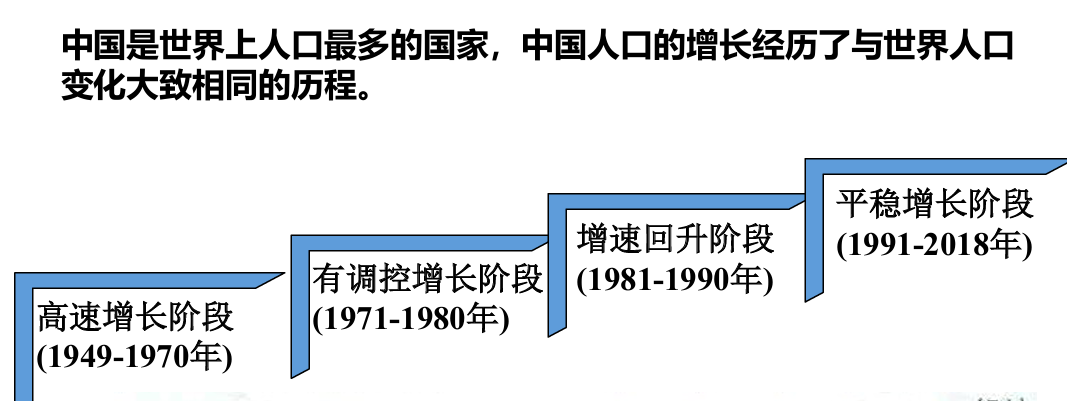 中国是世界上人口最多的国家，中国人口的增长经历了与世界人口
变化大致相同的历程。
高速增长阶段
(1949-1970年)
有调控增长阶段
(1971-1980年)
增速回升阶段
(1981-1990年)
平稳增长阶段
(1991-2018年)